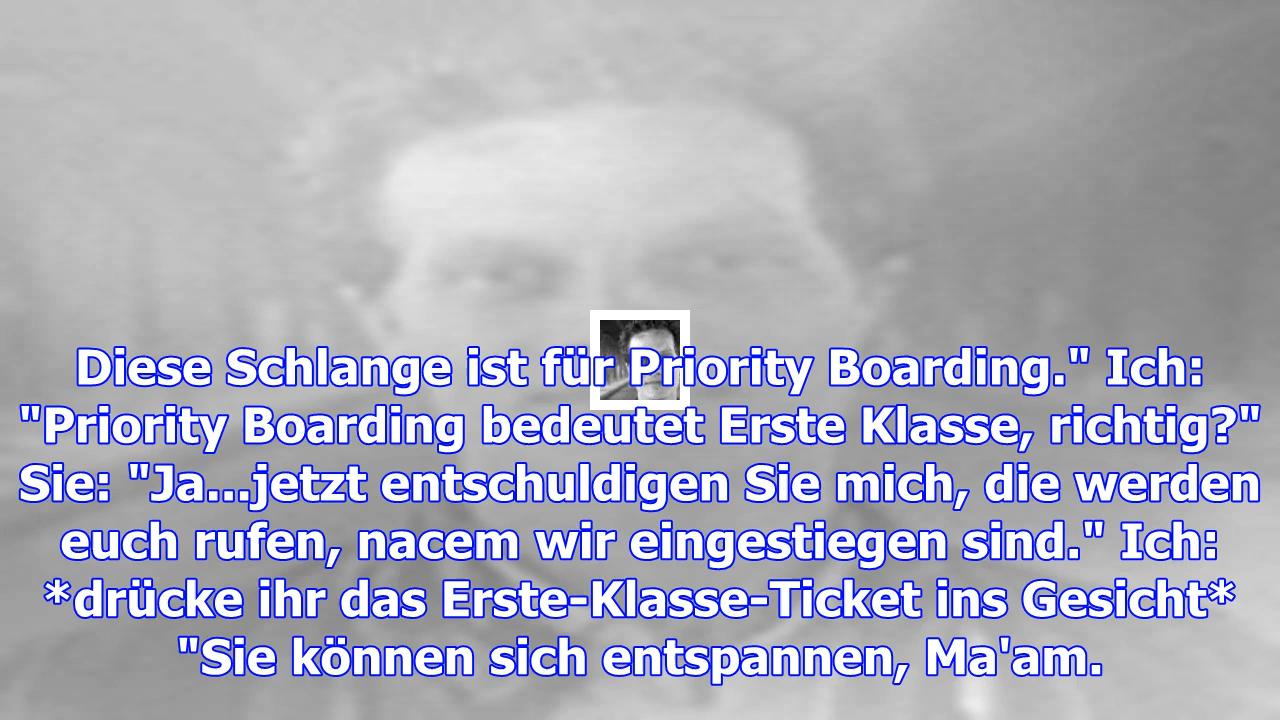 Diese Schlange ist für Priority Boarding." Ich:
"Priority Boarding bedeutet Erste Klasse, richtig?"
Sie: "Ja...jetzt entschuldigen Sie mich, die werden
euch rufen, nacem wir eingestiegen sind." Ich:
*drücke ihr das Erste-Klasse-Ticket ins Gesicht*
"Sie können sich entspannen, Ma'am.